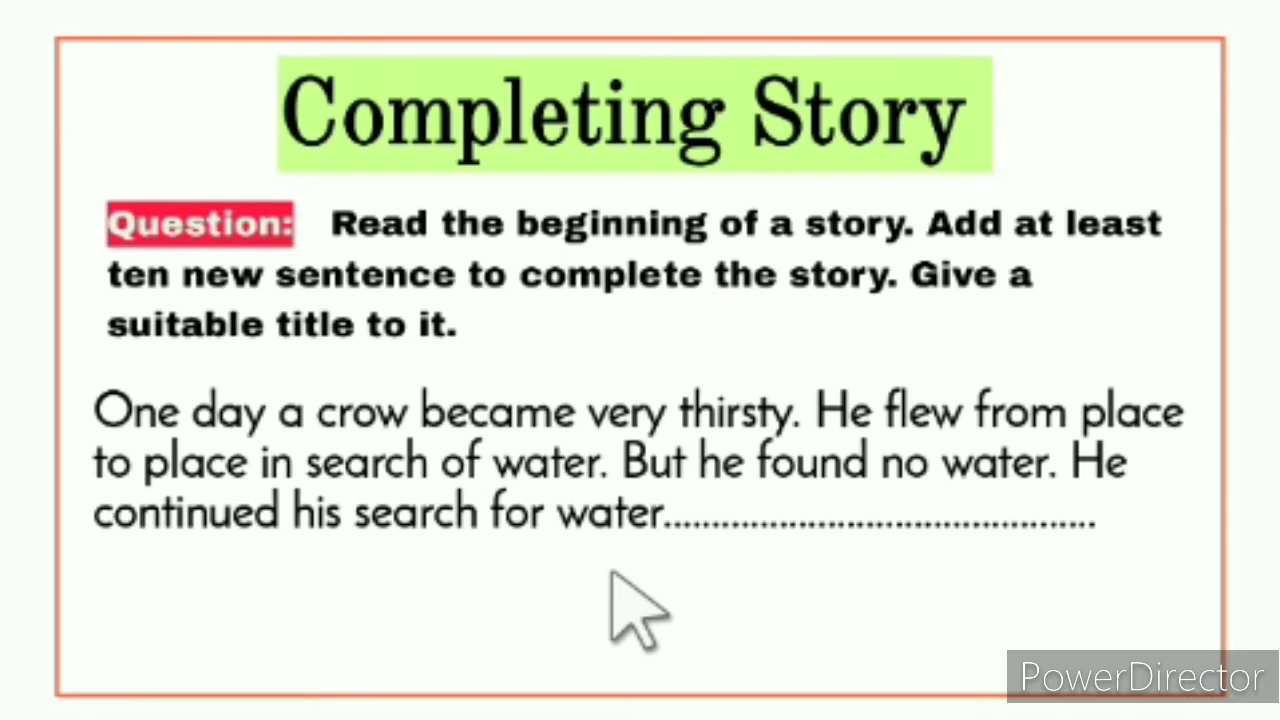 Completing Story
Question: Read the beginning of a story. Add at least
ten new sentence to complete the story. Give a
suitable title to it.
One day a crow became very thirsty. He flew from place
to place in search of water. But he found no water. He
continued his search for water.............................................
PowerDirector